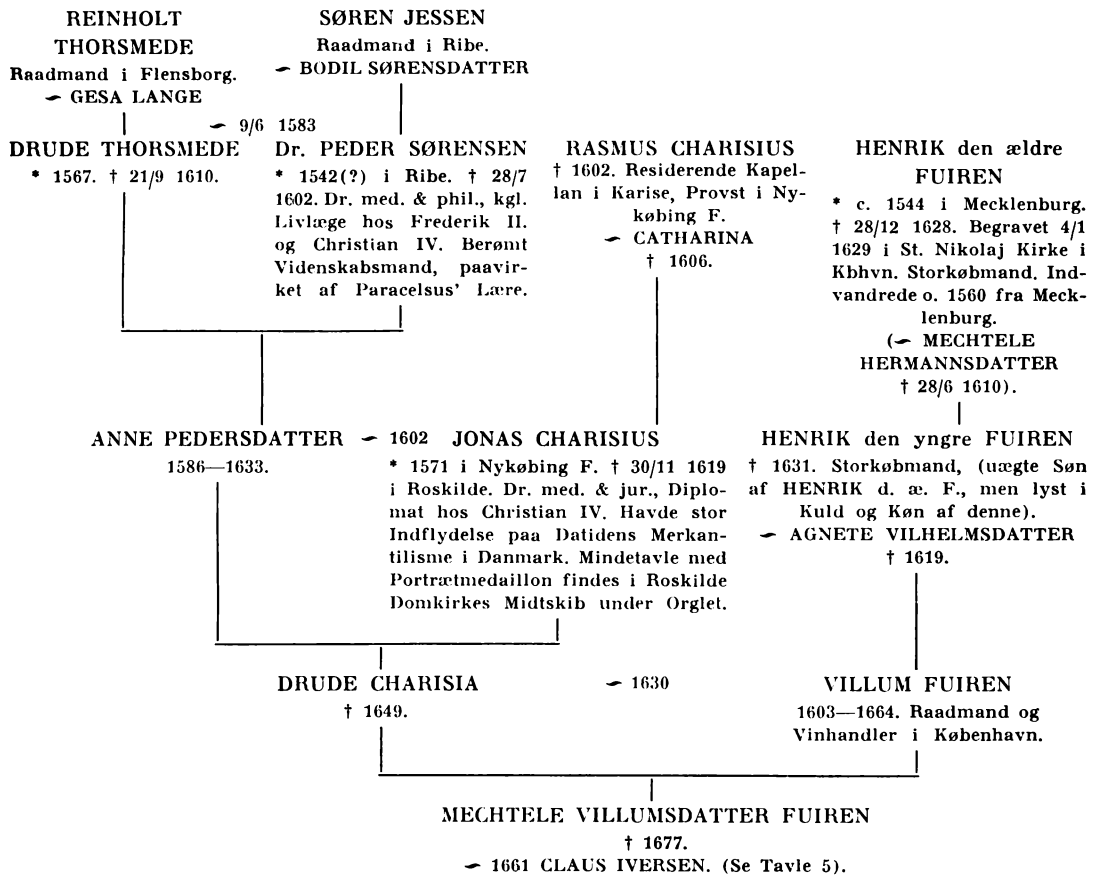 REINHOLT
THORSMEDE
Raadmand i Flensborg.
⚭ GESA LANGE
SØREN JESSEN
Raadmand i Ribe.
⚭ BODIL SØRENSDATTER
⚭ 9/6 1583
DRUDE THORSMEDE
* 1567. † 21/9 1610.
Dr. PEDER SØRENSEN
* 1542(?) i Ribe. † 28/7
1602. Dr. med. & phil., kgl.
Livlæge hos Frederik II.
og Christian IV. Berømt
Videnskabsmand, paavir-
ket af Paracelsus' Lære.
RASMUS CHARISIUS
† 1602. Residerende Kapel-
lan i Karise, Provst i Ny-
købing F.
⚭ CATHARINA
† 1606.
HENRIK den ældre
FUIREN
* c. 1544 i Mecklenburg.
† 28/12 1628. Begravet 4/1
1629 i St. Nikolaj Kirke i
Kbhvn. Storkøbmand. Ind-
vandrede o. 1560 fra Meck-
lenburg.
(⚭ MECHTELE
HERMANNSDATTER
† 28/6 1610).
ANNE PEDERSDATTER
1586—1633.
⚭ 1602
JONAS CHARISIUS
* 1571 i Nykøbing F. † 30/11 1619
i Roskilde. Dr. med. & jur., Diplo-
mat hos Christian IV. Havde stor
Indflydelse paa Datidens Merkan-
tilisme i Danmark. Mindetavle med
Portrætmedaillon findes i Roskilde
Domkirkes Midtskib under Orglet.
HENRIK den yngre FUIREN
† 1631. Storkøbmand, (uægte Søn
af HENRIK d. æ. F., men lyst i
Kuld og Køn af denne).
⚭ AGNETE VILHELMSDATTER
† 1619.
DRUDE CHARISIA
† 1649.
⚭ 1630
VILLUM FUIREN
1603—1664. Raadmand og
Vinhandler i København.
MECHTELE VILLUMSDATTER FUIREN
† 1677.
⚭ 1661 CLAUS IVERSEN. (Se Tavle 5).